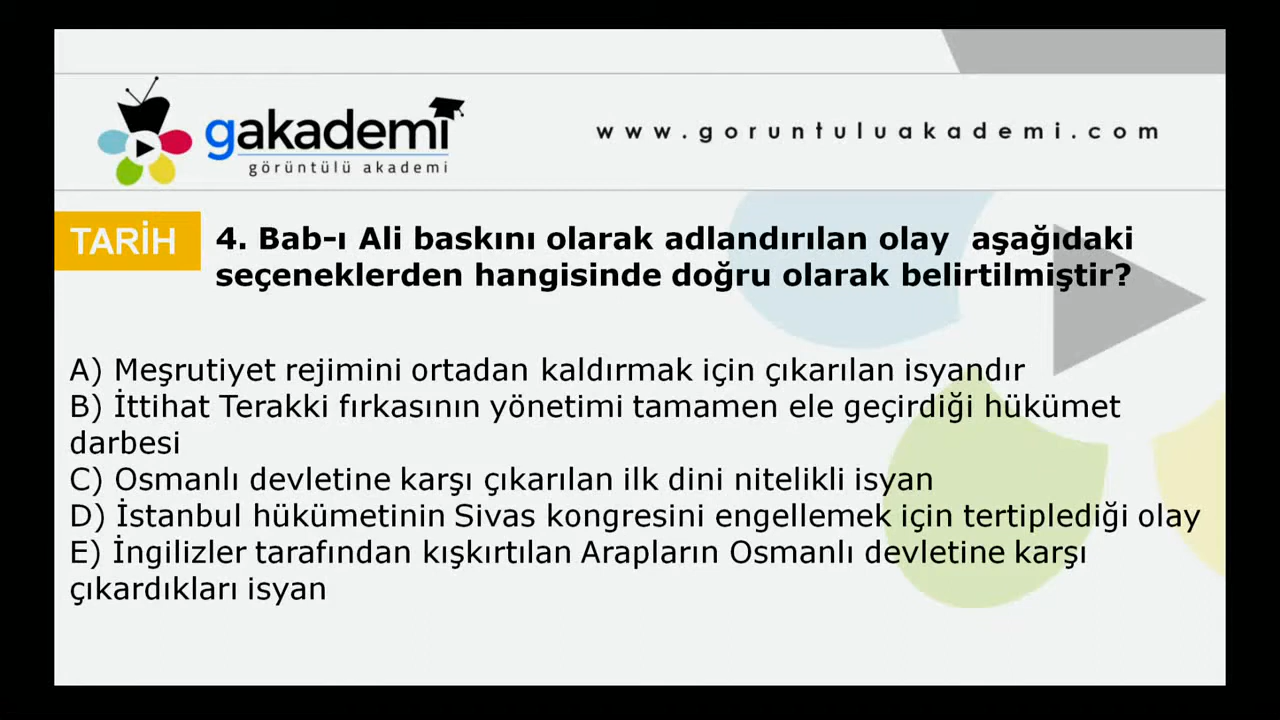 gakademi
görüntülü akademi
www.goruntuluakademi.com
TARİH
4. Bab-ı Ali baskını olarak adlandırılan olay aşağıdaki
seçeneklerden hangisinde doğru olarak belirtilmiştir?
A) Meşrutiyet rejimini ortadan kaldırmak için çıkarılan isyandır
B) İttihat Terakki fırkasının yönetimi tamamen ele geçirdiği hükümet
darbesi
C) Osmanlı devletine karşı çıkarılan ilk dini nitelikli isyan
D) İstanbul hükümetinin Sivas kongresini engellemek için tertiplediği olay
E) İngilizler tarafından kışkırtılan Arapların Osmanlı devletine karşı
çıkardıkları isyan